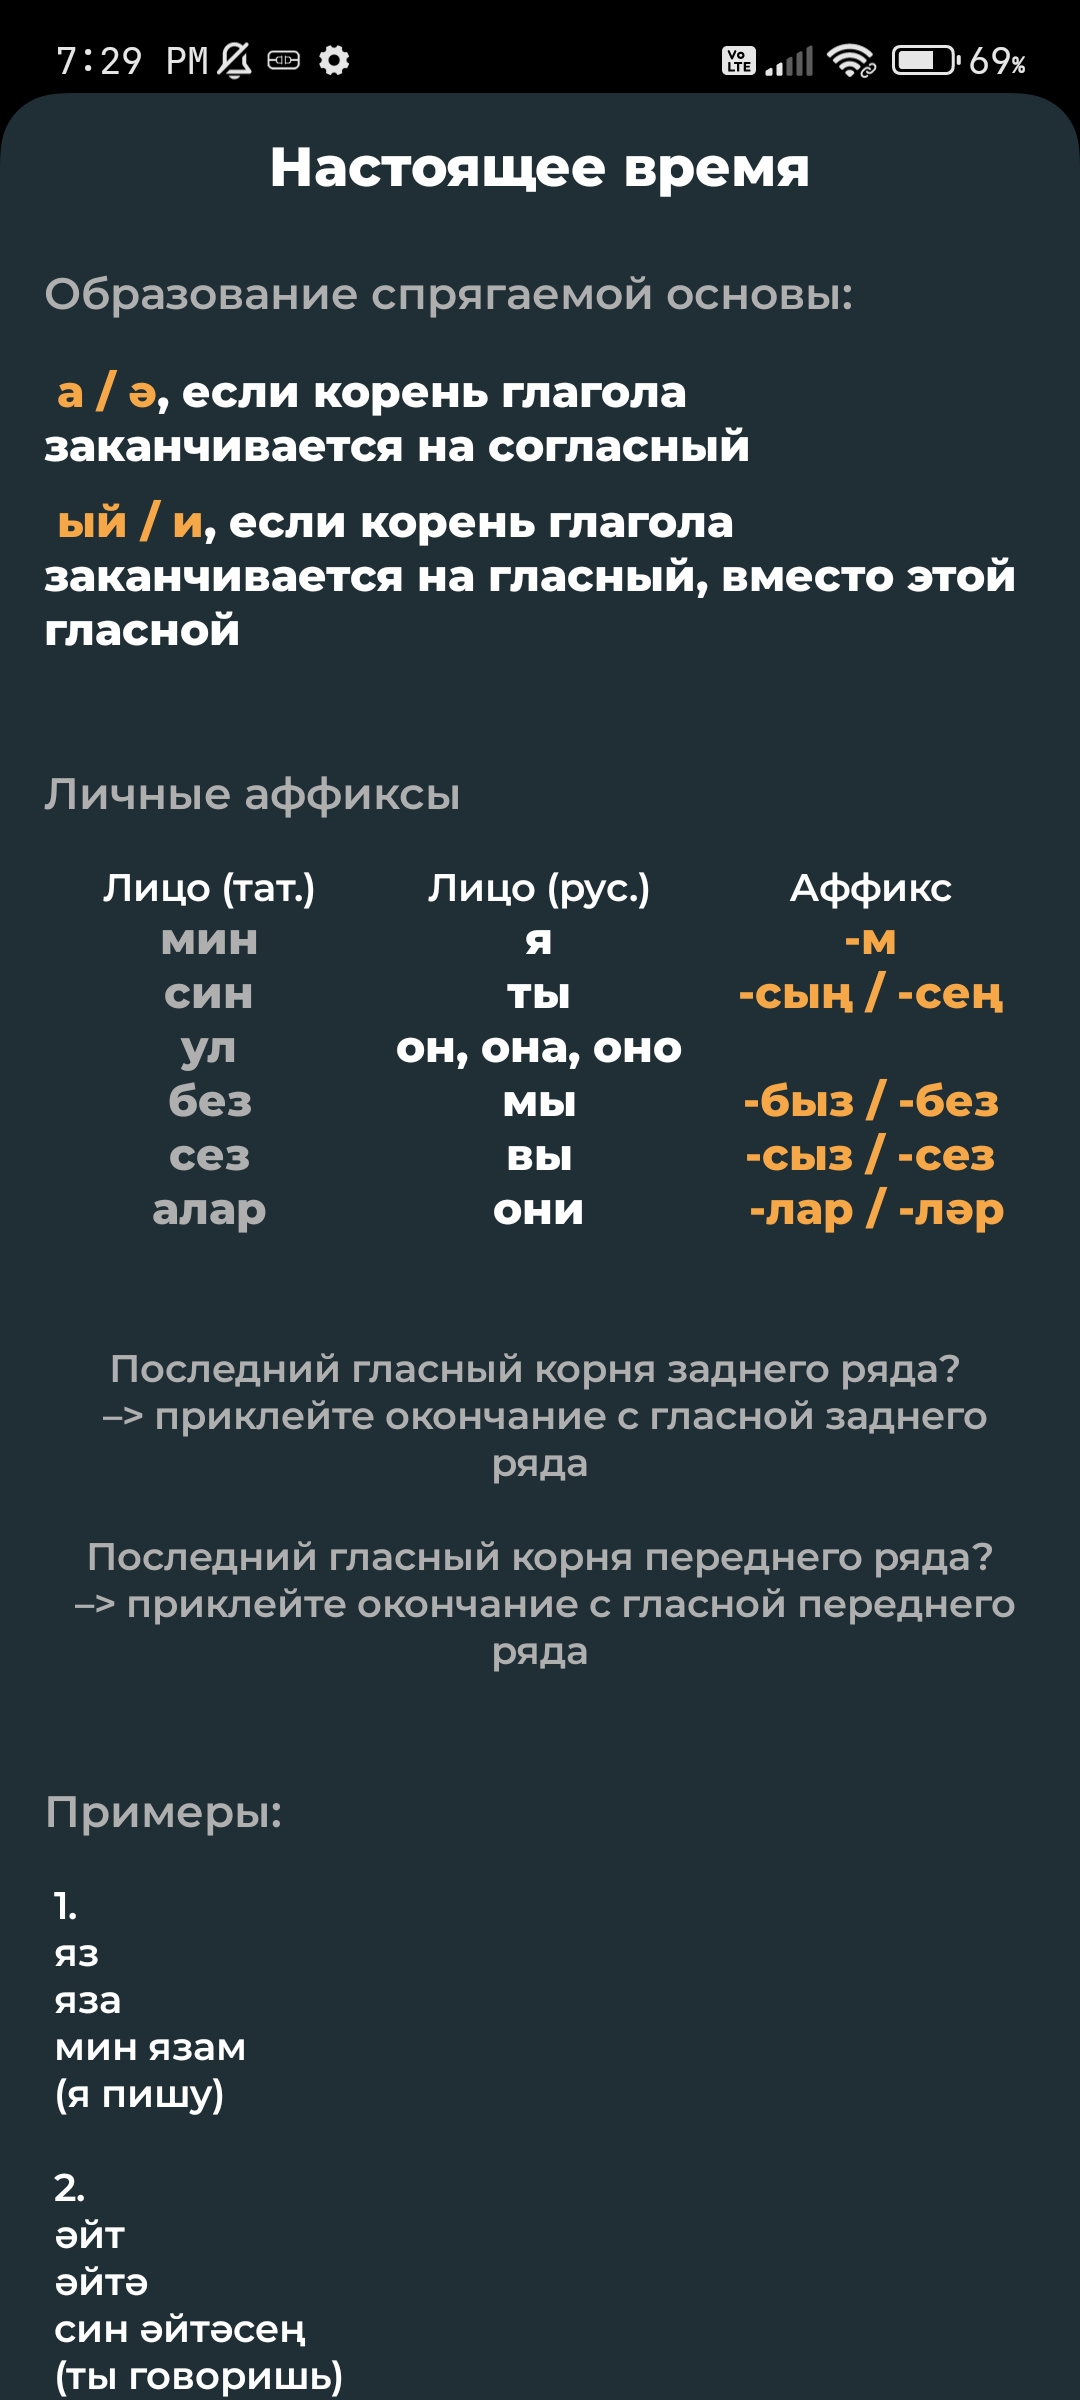 7:29 PM
Vo LTE
69%
Настоящее время
Образование спрягаемой основы:
а / ә, если корень глагола
заканчивается на согласный
ый / и, если корень глагола
заканчивается на гласный, вместо этой
гласной
Личные аффиксы
Лицо (тат.) Лицо (рус.) Аффикс
мин я -м
син ты -сың / -сең
ул он, она, оно
без мы -быз / -без
сез вы -сыз / -сез
алар они -лар / -ләр
Последний гласный корня заднего ряда?
–> приклейте окончание с гласной заднего
ряда
Последний гласный корня переднего ряда?
–> приклейте окончание с гласной переднего
ряда
Примеры:
1.
яз
яза
мин язам
(я пишу)
2.
әйт
әйтә
син әйтәсең
(ты говоришь)